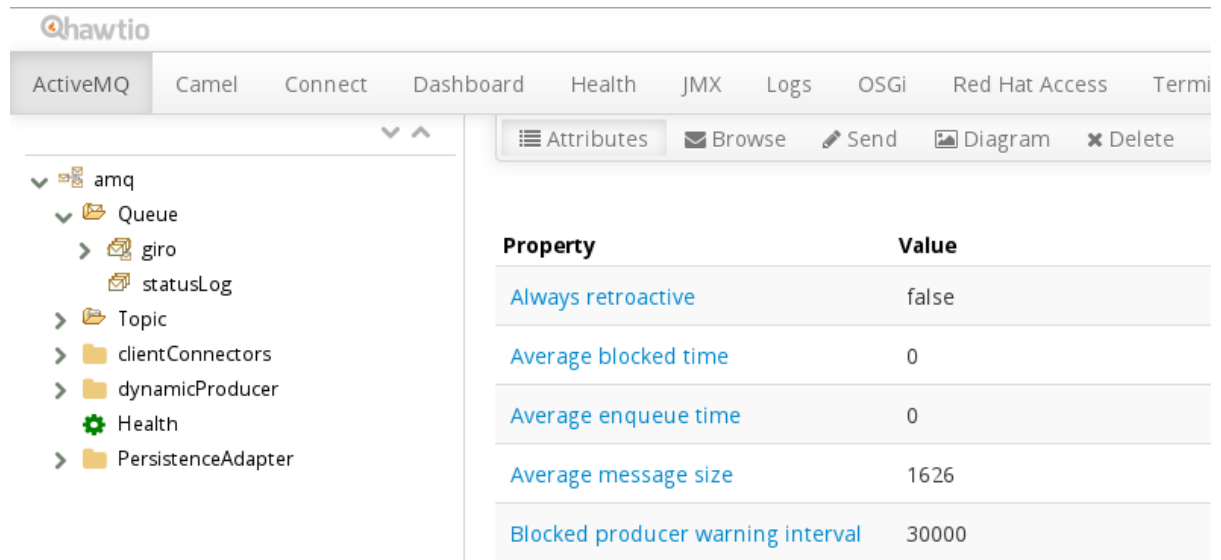 hawtio
ActiveMQ Camel Connect Dashboard Health JMX Logs OSGi Red Hat Access Termi
Attributes Browse Send Diagram Delete
amq
Queue
giro
statusLog
Topic
clientConnectors
dynamicProducer
Health
PersistenceAdapter
Property Value
Always retroactive false
Average blocked time 0
Average enqueue time 0
Average message size 1626
Blocked producer warning interval 30000